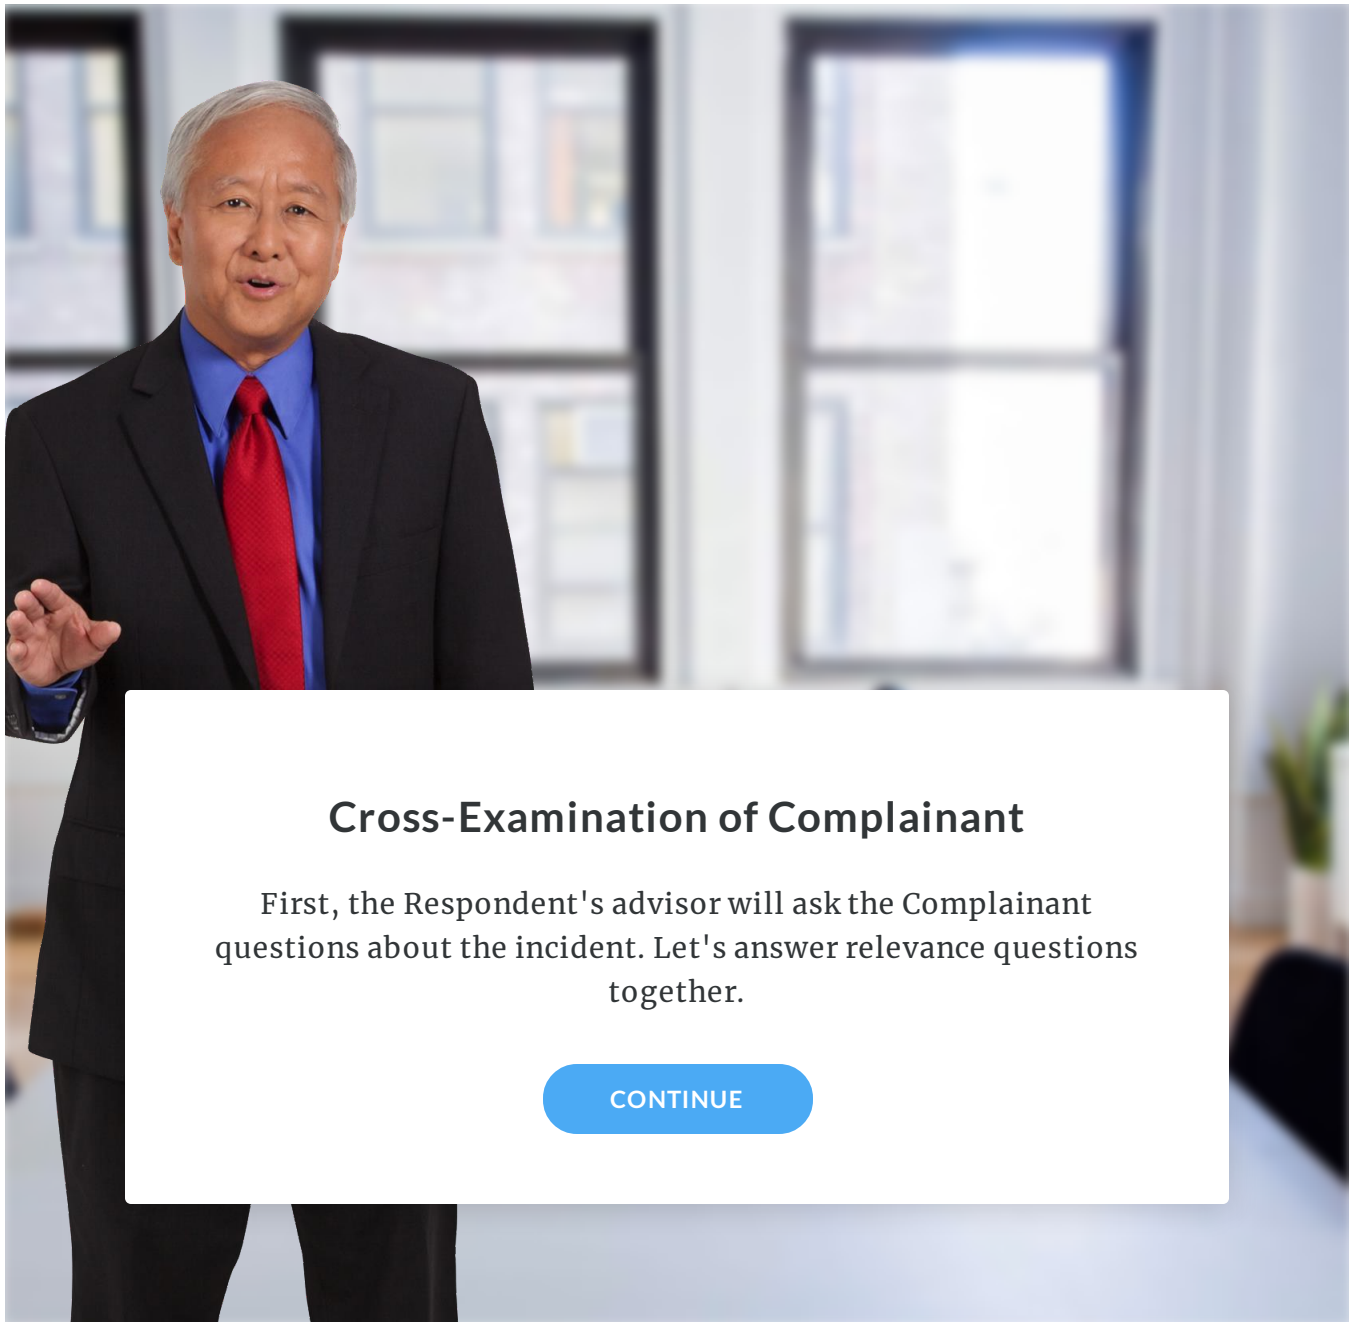 Cross-Examination of Complainant
First, the Respondent's advisor will ask the Complainant
questions about the incident. Let's answer relevance questions
together.
CONTINUE